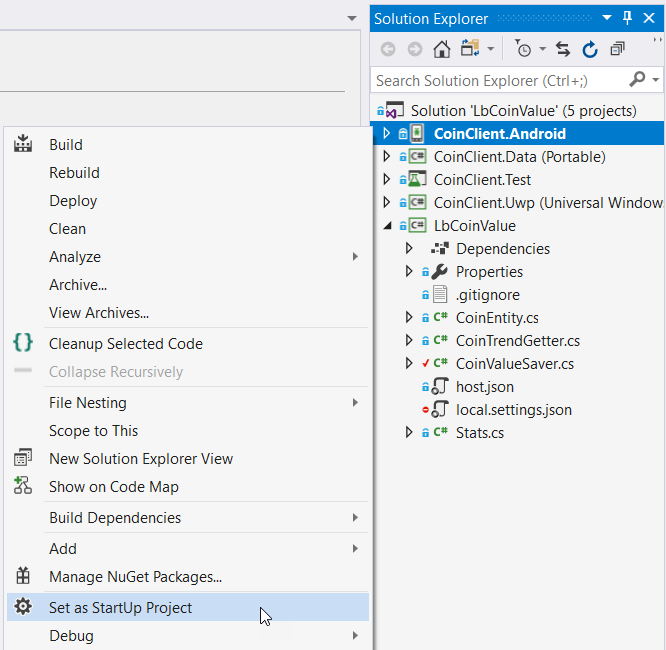 Solution Explorer
Search Solution Explorer (Ctrl+;)
Solution 'LbCoinValue' (5 projects)
CoinClient.Android
C# CoinClient.Data (Portable)
CoinClient.Test
C# CoinClient.Uwp (Universal Window
C# LbCoinValue
Dependencies
Properties
.gitignore
C# CoinEntity.cs
C# CoinTrendGetter.cs
C# CoinValueSaver.cs
host.json
local.settings.json
C# Stats.cs
Build
Rebuild
Deploy
Clean
Analyze
Archive...
View Archives...
Cleanup Selected Code
Collapse Recursively
File Nesting
Scope to This
New Solution Explorer View
Show on Code Map
Build Dependencies
Add
Manage NuGet Packages...
Set as StartUp Project
Debug